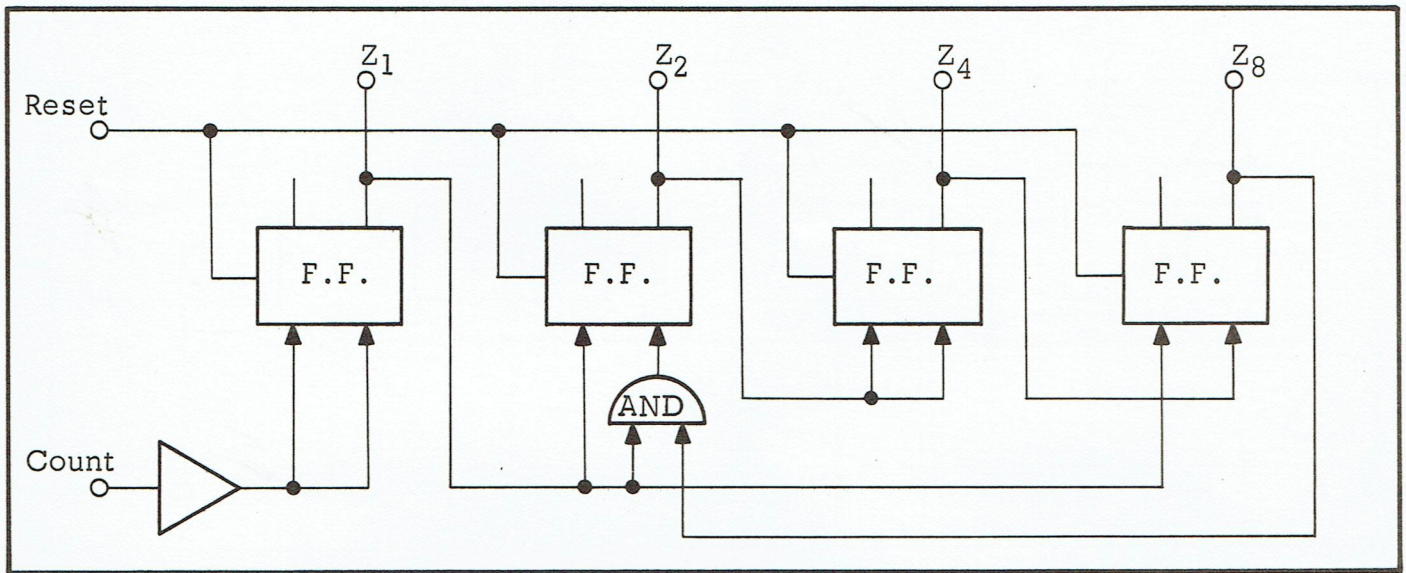 Z1 Z2 Z4 Z8
Reset
F.F. F.F. F.F. F.F.
AND
Count